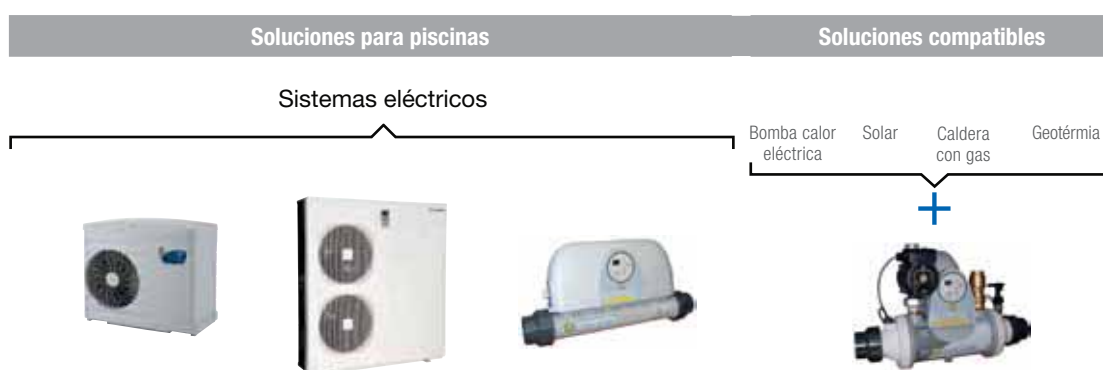 Soluciones para piscinas
Soluciones compatibles
Sistemas eléctricos
Bomba calor
eléctrica
Solar
Caldera
con gas
Geotérmia
+